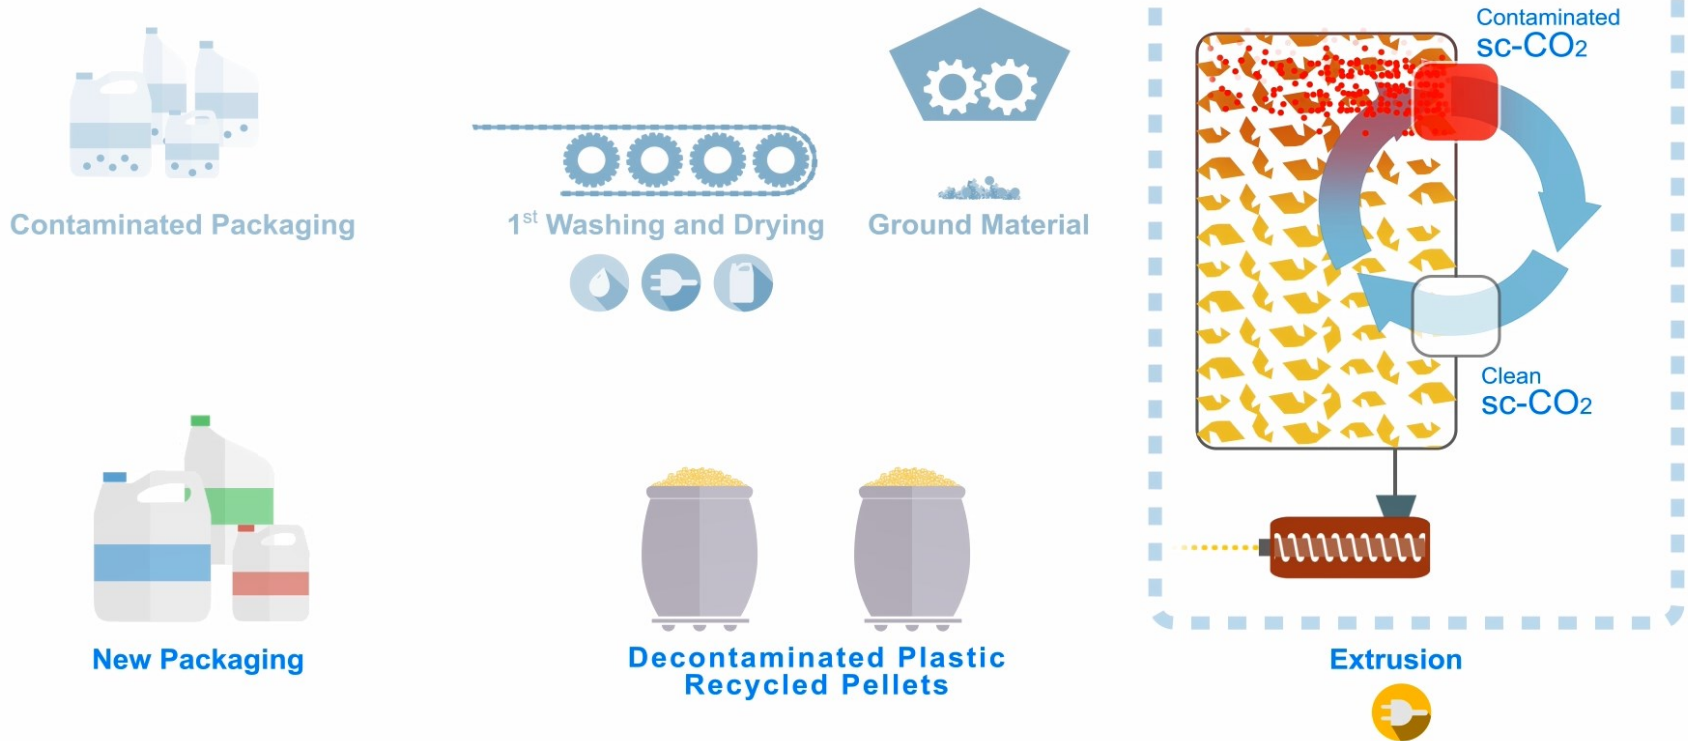 Contaminated
sc-CO2
Contaminated Packaging
1st Washing and Drying
Ground Material
Clean
sc-CO2
New Packaging
Decontaminated Plastic
Recycled Pellets
Extrusion